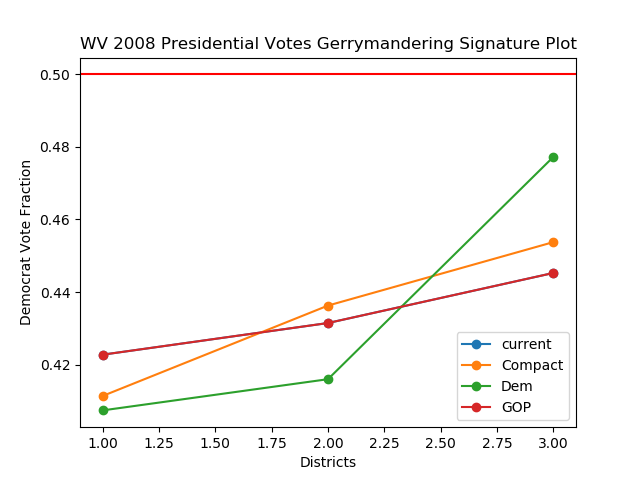 WV 2008 Presidential Votes Gerrymandering Signature Plot
0.50
0.48
0.46
0.44
0.42
Democrat Vote Fraction
current
Compact
Dem
GOP
1.00 1.25 1.50 1.75 2.00 2.25 2.50 2.75 3.00
Districts